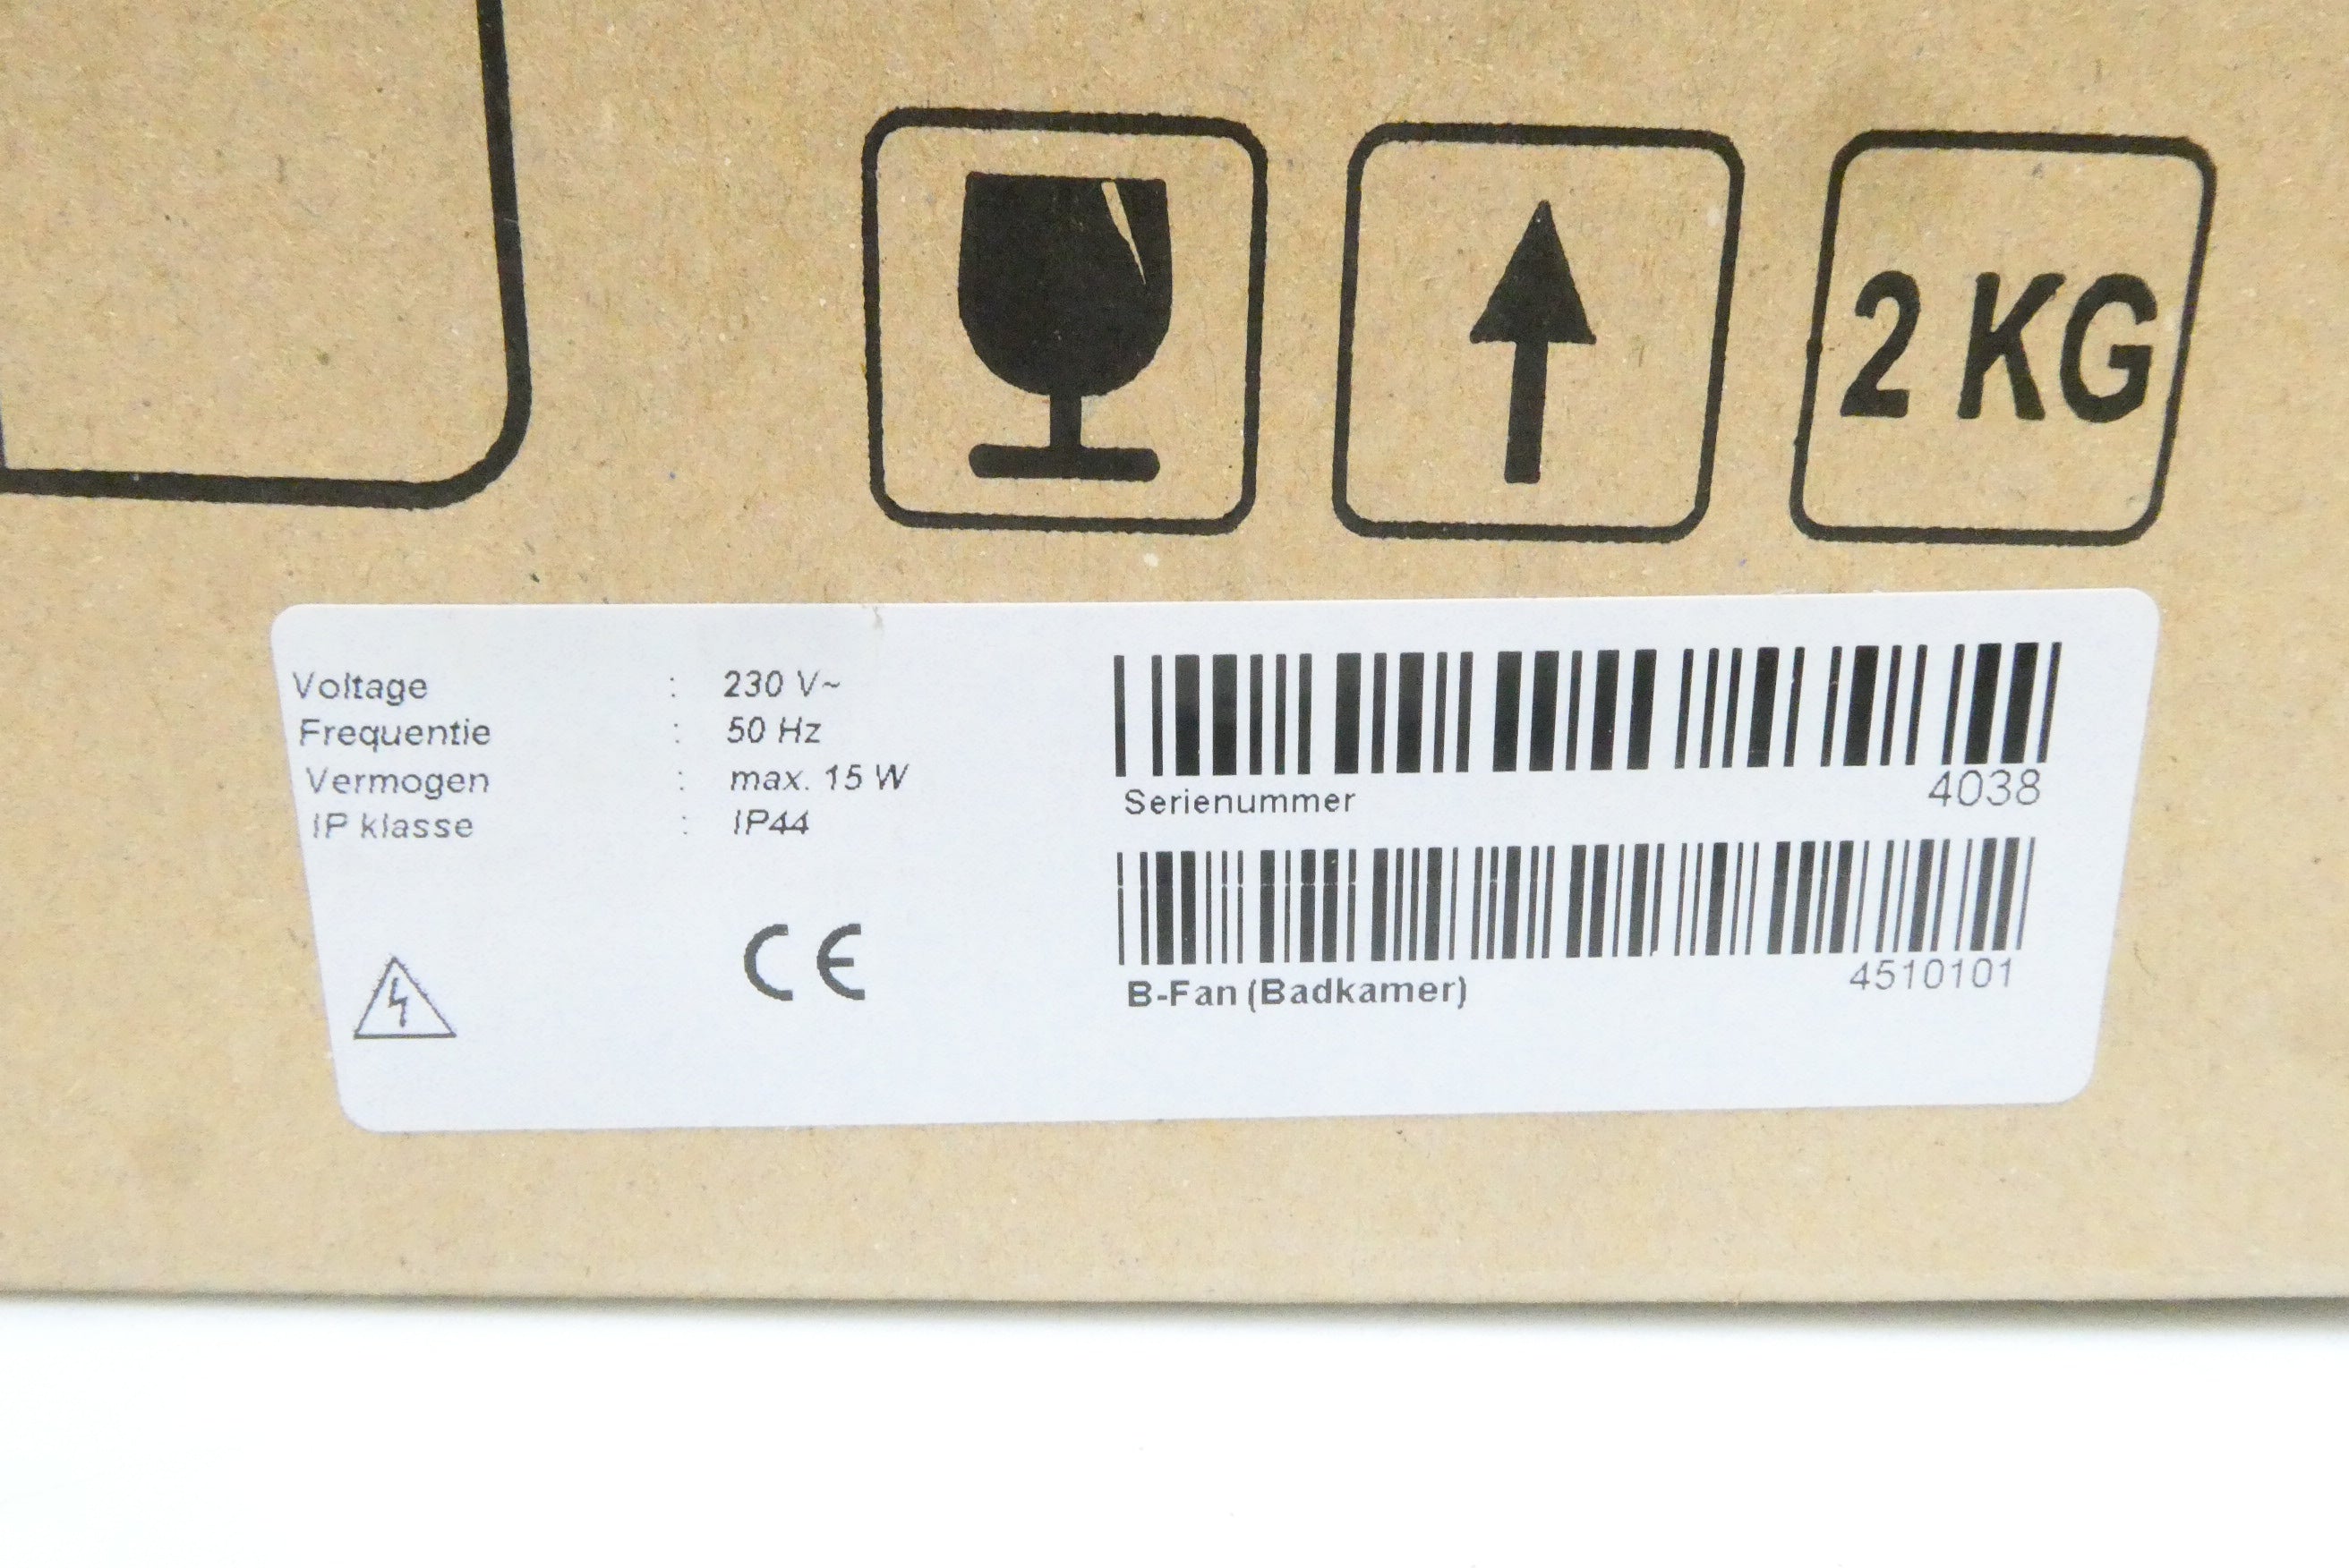 2 KG
Voltage : 230 V~
Frequentie : 50 Hz
Vermogen : max. 15 W
IP klasse : IP44
CE
4038
Serienummer
4510101
B-Fan (Badkamer)